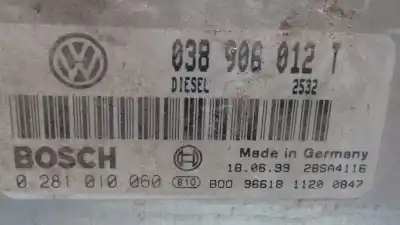 038 906 012 T
DIESEL 2532
BOSCH
Made in Germany
18.06.99 28SA4116
0 281 010 060 e10 B00 96618 1120 0847